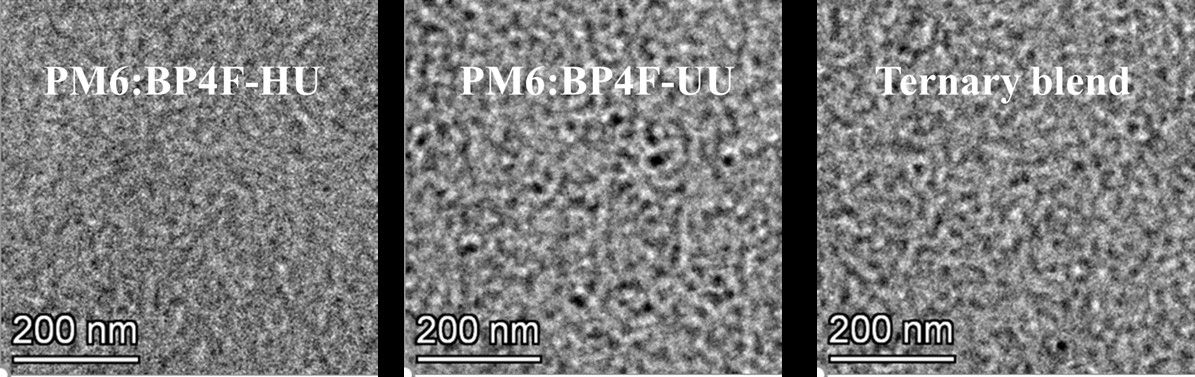 PM6:BP4F-HU
PM6:BP4F-UU
Ternary blend
200 nm
200 nm
200 nm